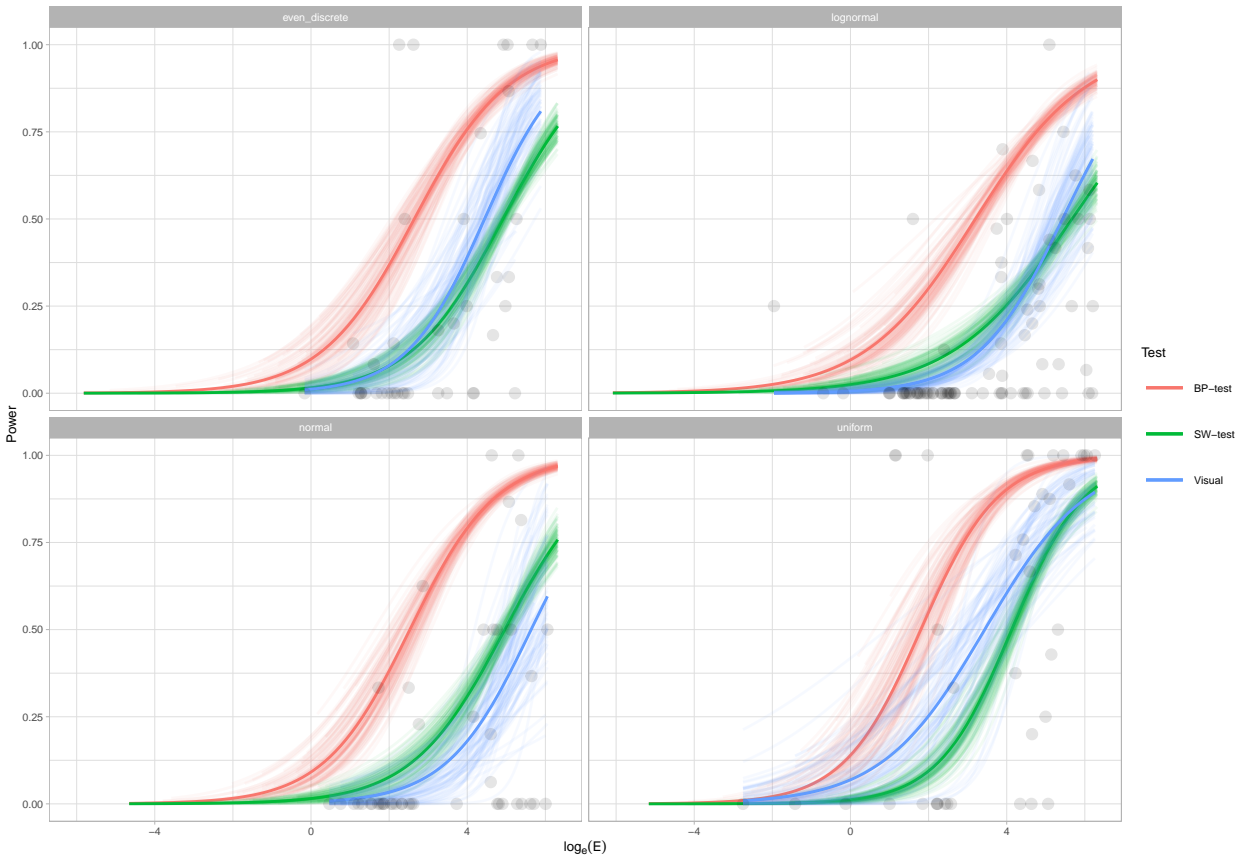 even_discrete lognormal
1.00
0.75
0.50
0.25
0.00
normal uniform
1.00
0.75
0.50
0.25
0.00
−4 0 4 −4 0 4
logₑ(E)
Power
Test
BP−test
SW−test
Visual